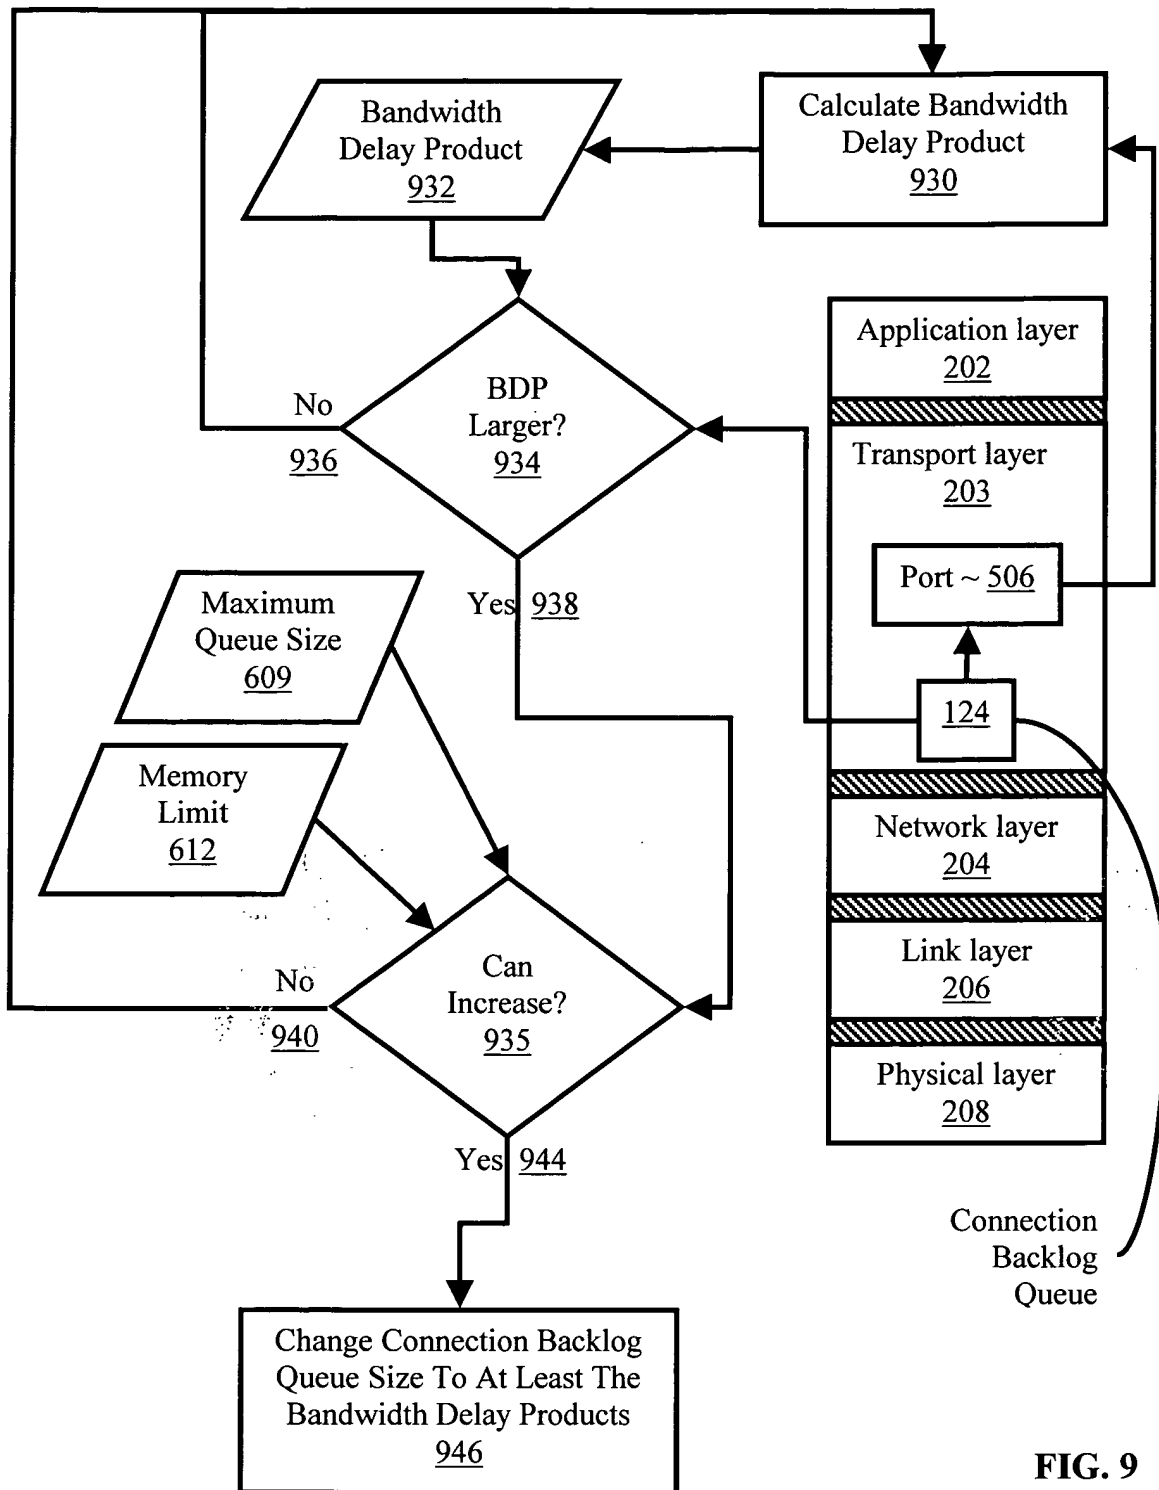 Bandwidth
Delay Product
932
Calculate Bandwidth
Delay Product
930
Application layer
202
BDP
Larger?
934
No
936
Transport layer
203
Port ~ 506
Yes 938
Maximum
Queue Size
609
124
Memory
Limit
612
Network layer
204
Can
Increase?
935
No
940
Link layer
206
Physical layer
208
Yes 944
Connection
Backlog
Queue
Change Connection Backlog
Queue Size To At Least The
Bandwidth Delay Products
946
FIG. 9